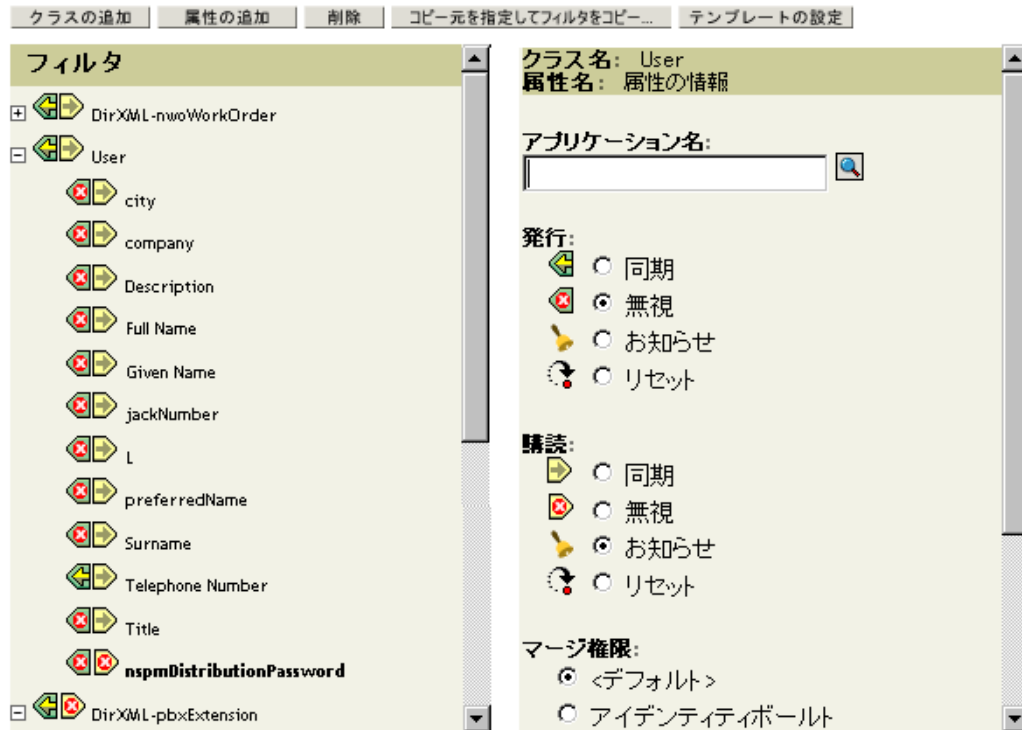 クラスの追加 属性の追加 削除 コピー元を指定してフィルタをコピー... テンプレートの設定
フィルタ
DirXML-nwoWorkOrder
User
city
company
Description
Full Name
Given Name
jackNumber
L
preferredName
Surname
Telephone Number
Title
nspmDistributionPassword
DirXML-pbxExtension
クラス名: User
属性名: 属性の情報
アプリケーション名:
発行:
同期
無視
お知らせ
リセット
購読:
同期
無視
お知らせ
リセット
マージ権限:
<デフォルト>
アイデンティティボールト